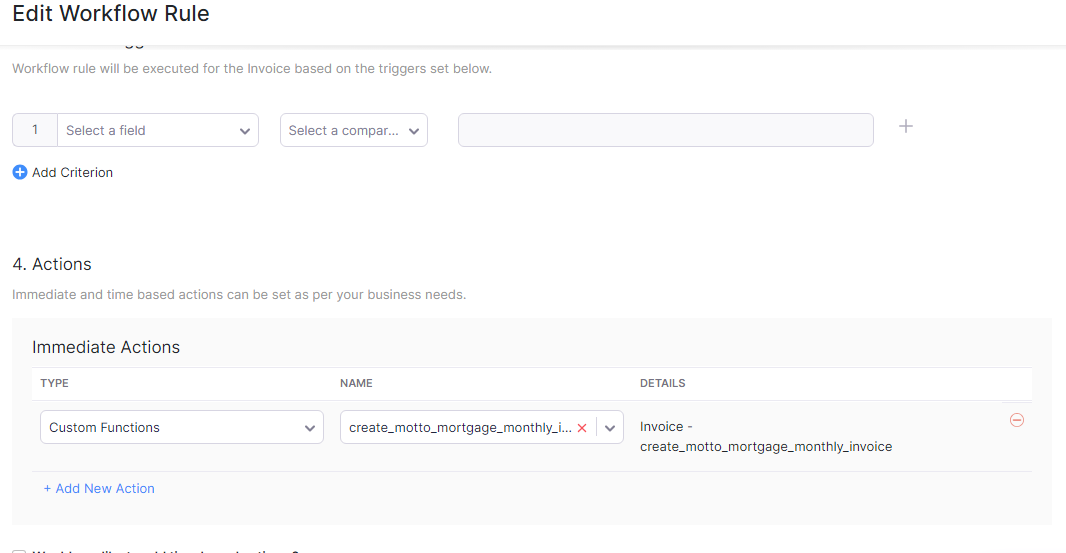 Edit Workflow Rule
Workflow rule will be executed for the Invoice based on the triggers set below.
1 Select a field Select a compar...
Add Criterion
4. Actions
Immediate and time based actions can be set as per your business needs.
Immediate Actions
TYPE NAME DETAILS
Custom Functions create_motto_mortgage_monthly_i... Invoice -
create_motto_mortgage_monthly_invoice
+ Add New Action